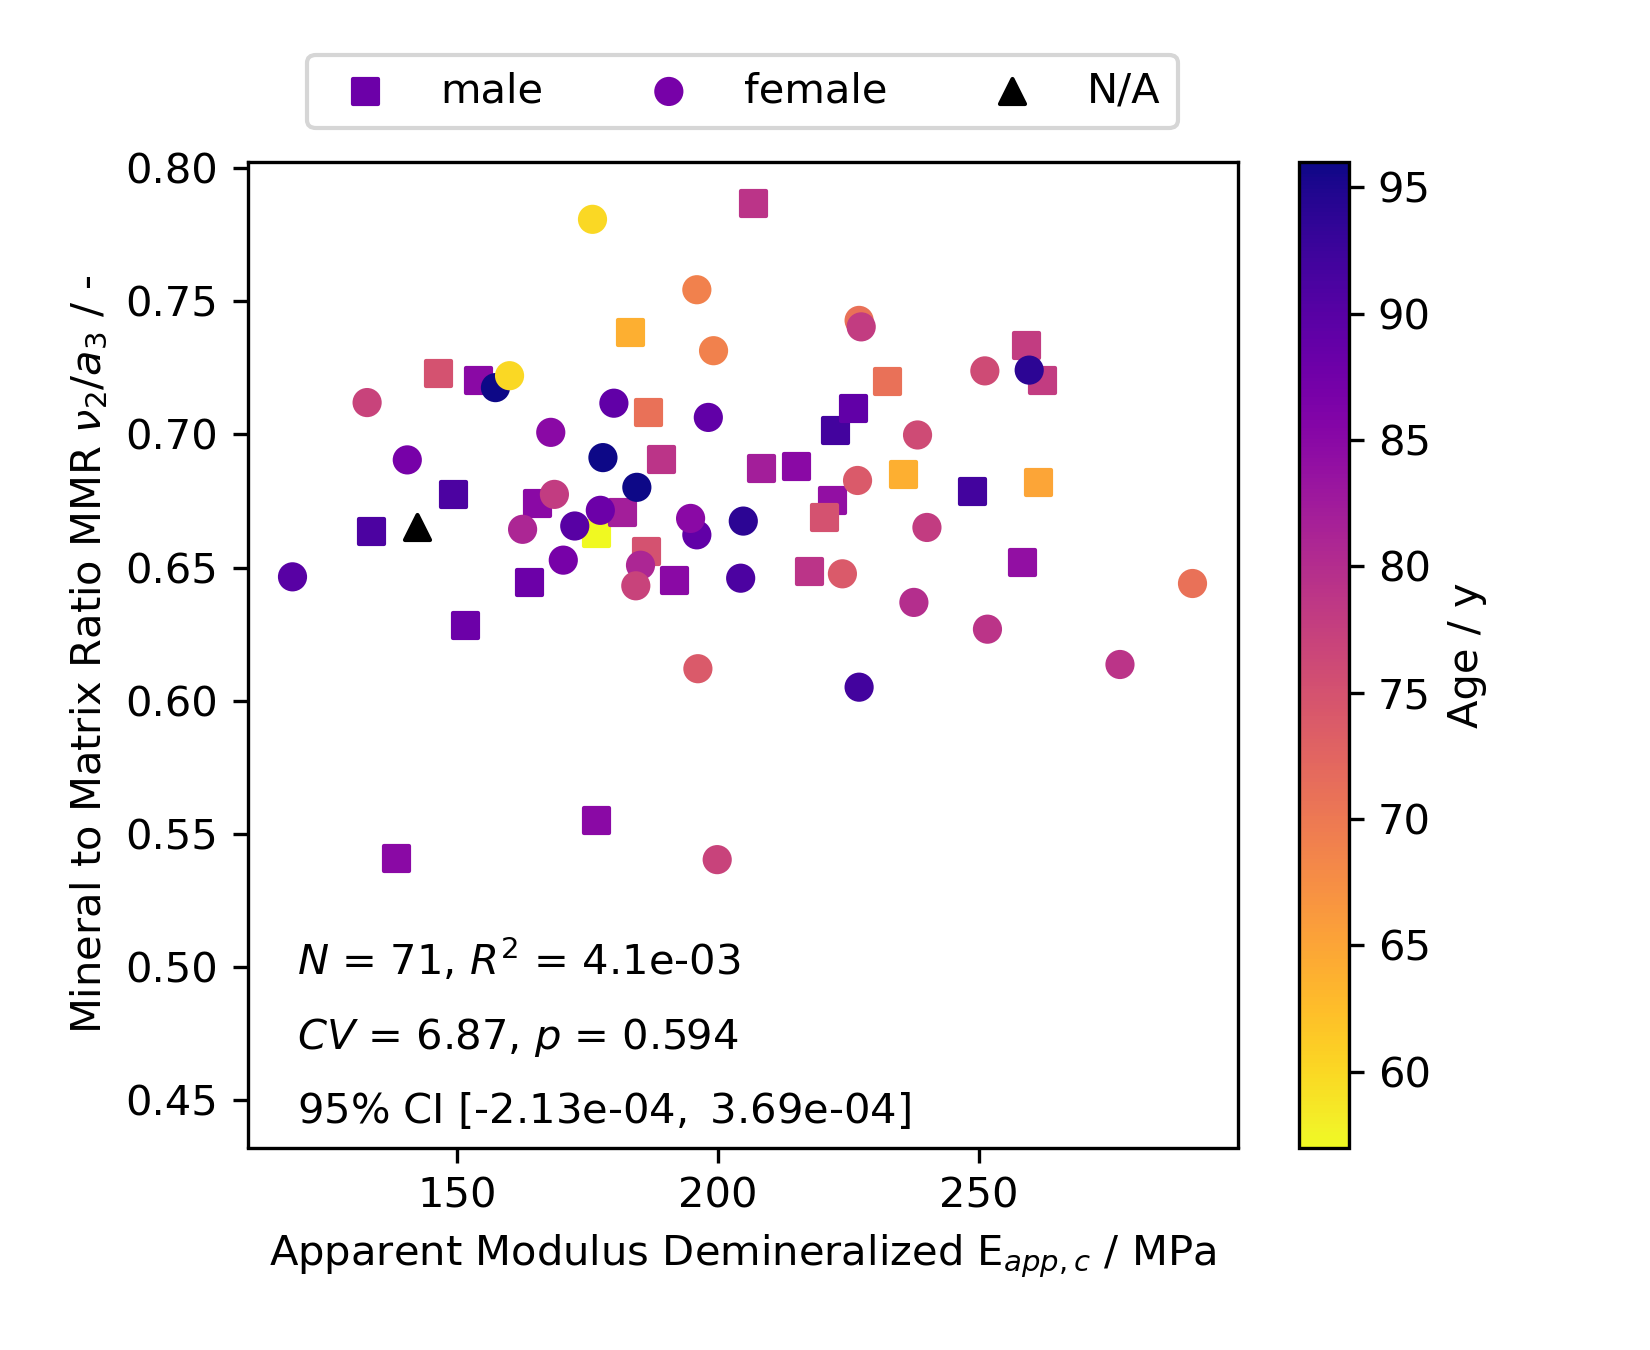 male female N/A
0.80
0.75
0.70
0.65
0.60
0.55
0.50
0.45
Mineral to Matrix Ratio MMR ν₂/a₃ / -
N = 71, R² = 4.1e-03
CV = 6.87, p = 0.594
95% CI [-2.13e-04, 3.69e-04]
150 200 250
Apparent Modulus Demineralized E_app,c / MPa
95
90
85
80
75
70
65
60
Age / y